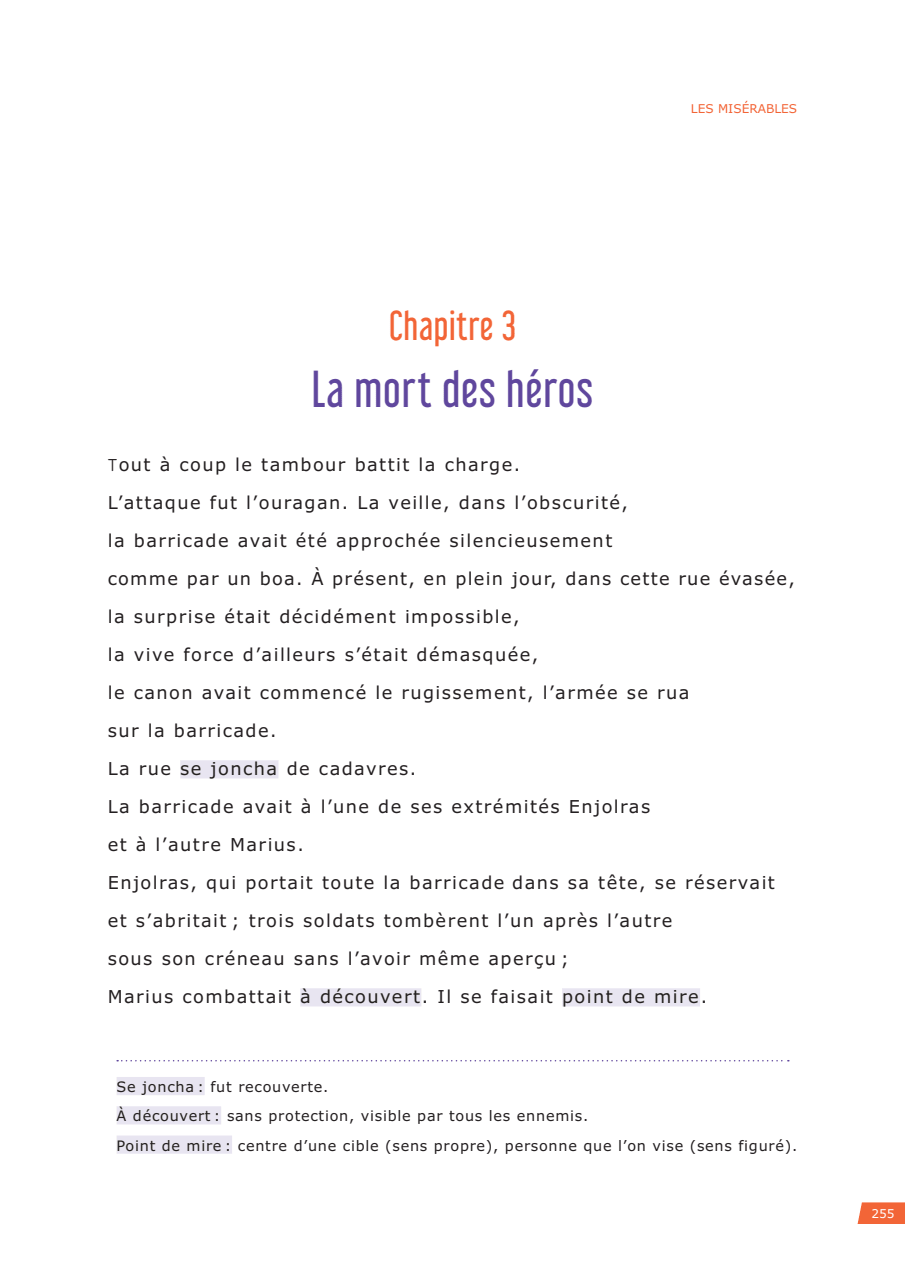 LES MISÉRABLES
Chapitre 3
La mort des héros
Tout à coup le tambour battit la charge.
L’attaque fut l’ouragan. La veille, dans l’obscurité,
la barricade avait été approchée silencieusement
comme par un boa. À présent, en plein jour, dans cette rue évasée,
la surprise était décidément impossible,
la vive force d’ailleurs s’était démasquée,
le canon avait commencé le rugissement, l’armée se rua
sur la barricade.
La rue se joncha de cadavres.
La barricade avait à l’une de ses extrémités Enjolras
et à l’autre Marius.
Enjolras, qui portait toute la barricade dans sa tête, se réservait
et s’abritait ; trois soldats tombèrent l’un après l’autre
sous son créneau sans l’avoir même aperçu ;
Marius combattait à découvert. Il se faisait point de mire.
Se joncha : fut recouverte.
À découvert : sans protection, visible par tous les ennemis.
Point de mire : centre d’une cible (sens propre), personne que l’on vise (sens figuré).
255